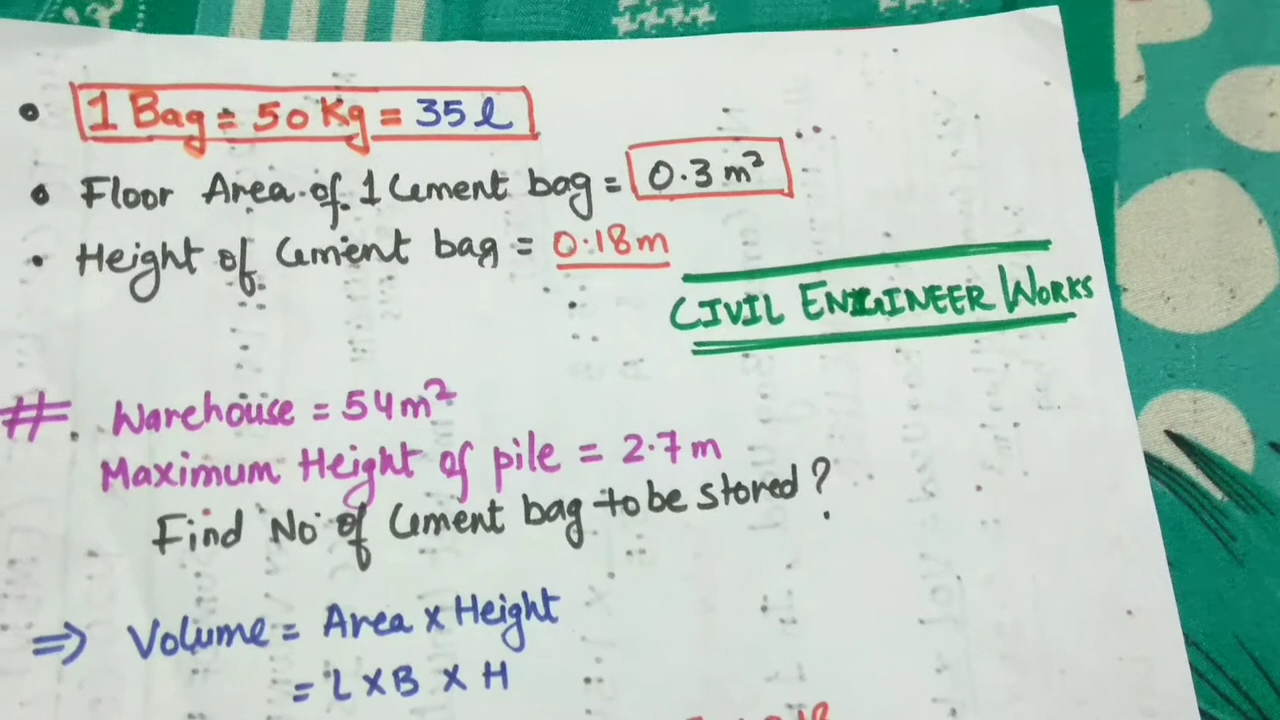 • 1 Bag = 50 Kg = 35 l
• Floor Area of 1 Cement bag = 0.3 m²
• Height of Cement bag = 0.18m
CIVIL ENGINEER WORKS
# Warehouse = 54m²
Maximum Height of pile = 2.7m
Find No of Cement bag to be stored?
⇒ Volume = Area x Height
= L x B x H